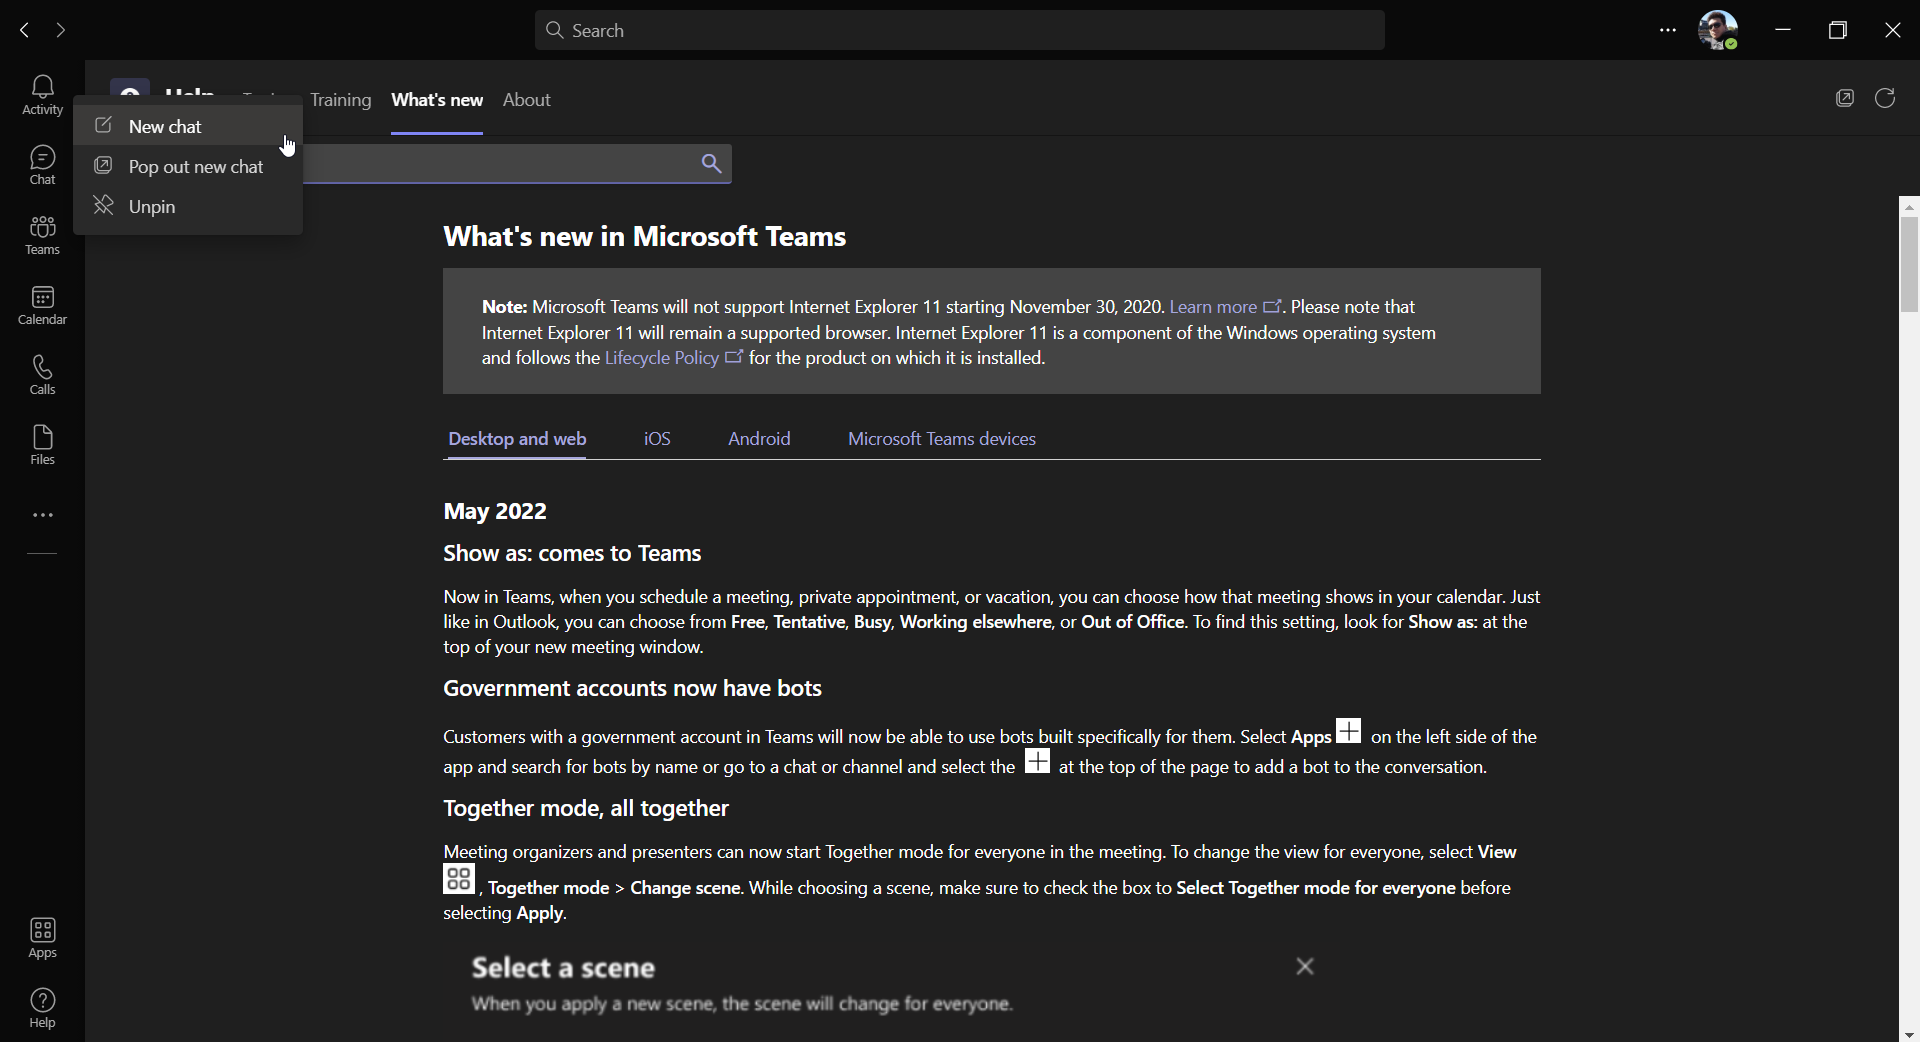 Search
Activity
Chat
Teams
Calendar
Calls
Files
Apps
Help
New chat
Pop out new chat
Unpin
Help
Training
What's new
About
What's new in Microsoft Teams
Note: Microsoft Teams will not support Internet Explorer 11 starting November 30, 2020. Learn more. Please note that
Internet Explorer 11 will remain a supported browser. Internet Explorer 11 is a component of the Windows operating system
and follows the Lifecycle Policy for the product on which it is installed.
Desktop and web
iOS
Android
Microsoft Teams devices
May 2022
Show as: comes to Teams
Now in Teams, when you schedule a meeting, private appointment, or vacation, you can choose how that meeting shows in your calendar. Just
like in Outlook, you can choose from Free, Tentative, Busy, Working elsewhere, or Out of Office. To find this setting, look for Show as: at the
top of your new meeting window.
Government accounts now have bots
Customers with a government account in Teams will now be able to use bots built specifically for them. Select Apps on the left side of the
app and search for bots by name or go to a chat or channel and select the at the top of the page to add a bot to the conversation.
Together mode, all together
Meeting organizers and presenters can now start Together mode for everyone in the meeting. To change the view for everyone, select View
, Together mode > Change scene. While choosing a scene, make sure to check the box to Select Together mode for everyone before
selecting Apply.
Select a scene
When you apply a new scene, the scene will change for everyone.